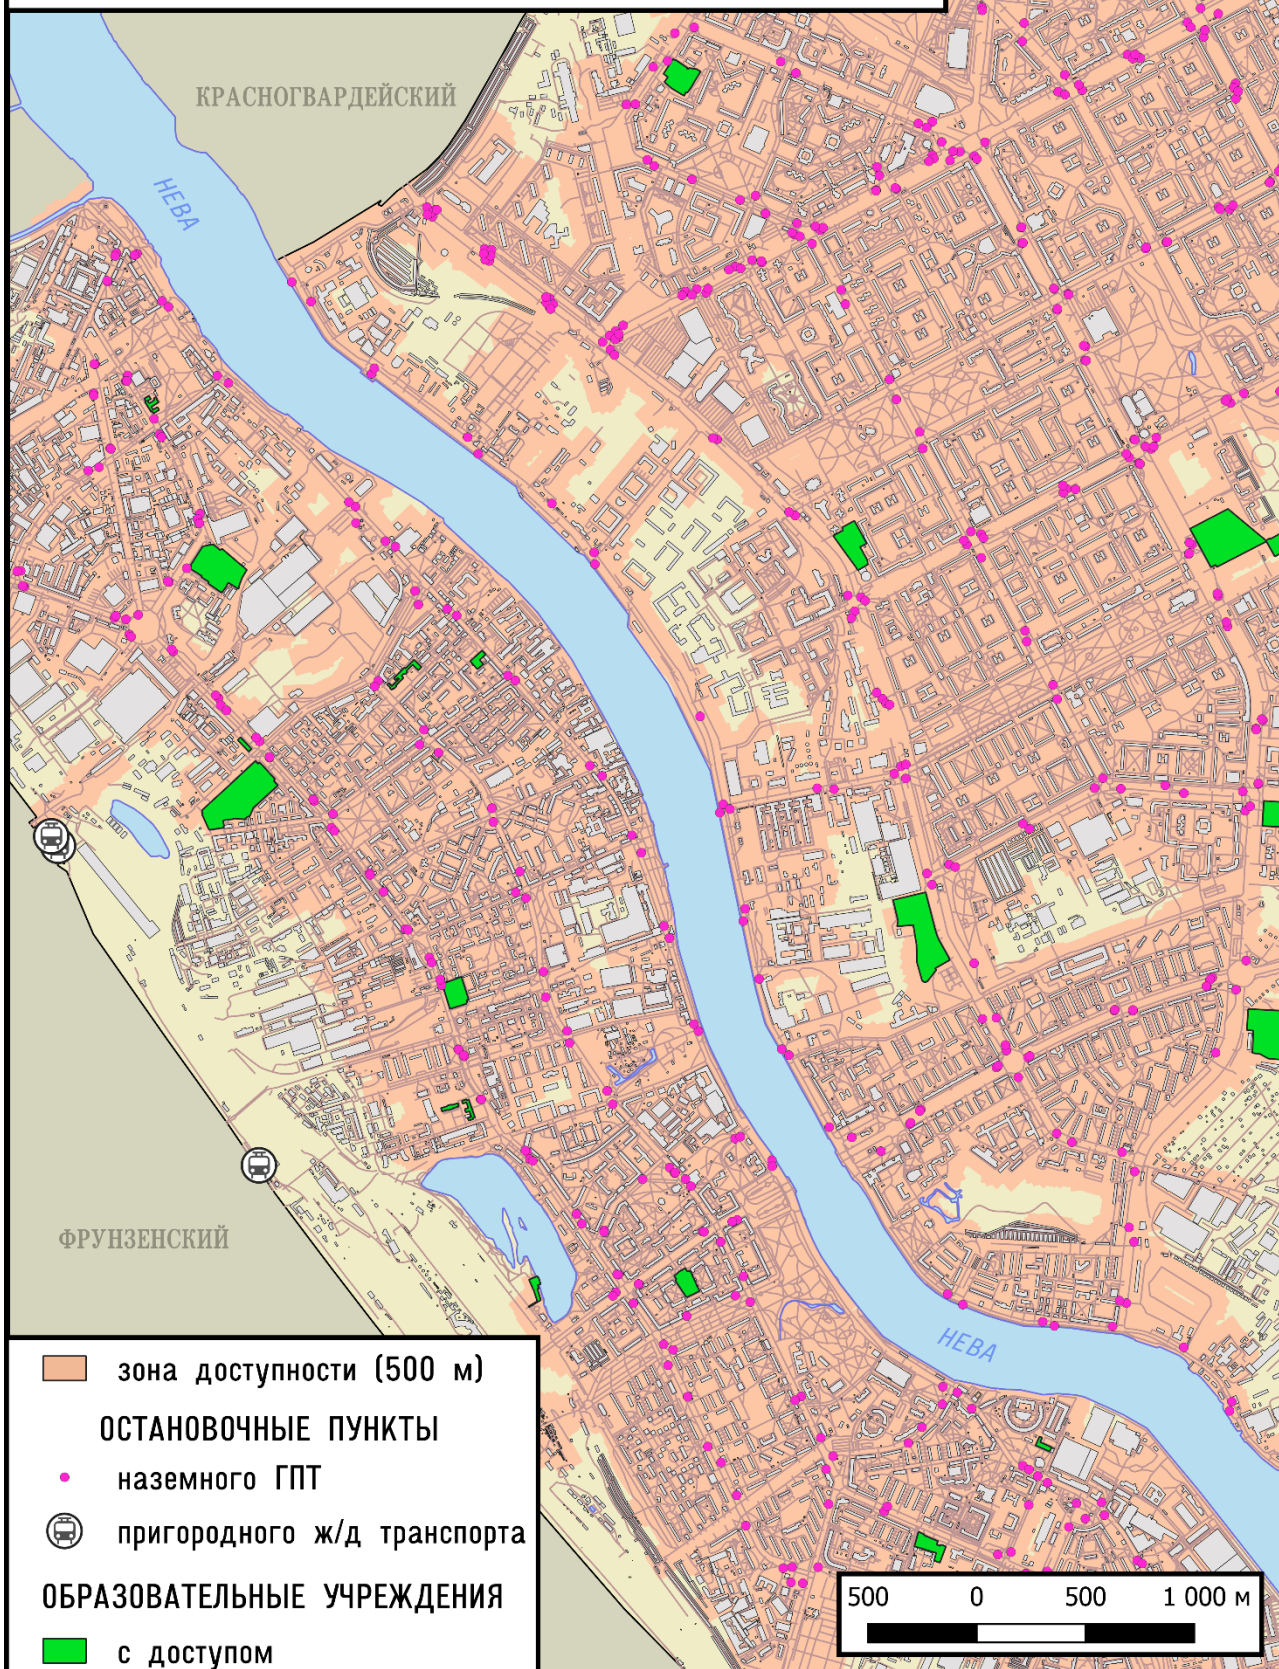 КРАСНОГВАРДЕЙСКИЙ
НЕВА
ФРУНЗЕНСКИЙ
НЕВА
зона доступности (500 м)
ОСТАНОВОЧНЫЕ ПУНКТЫ
наземного ГПТ
пригородного ж/д транспорта
ОБРАЗОВАТЕЛЬНЫЕ УЧРЕЖДЕНИЯ
с доступом
500 0 500 1 000 м